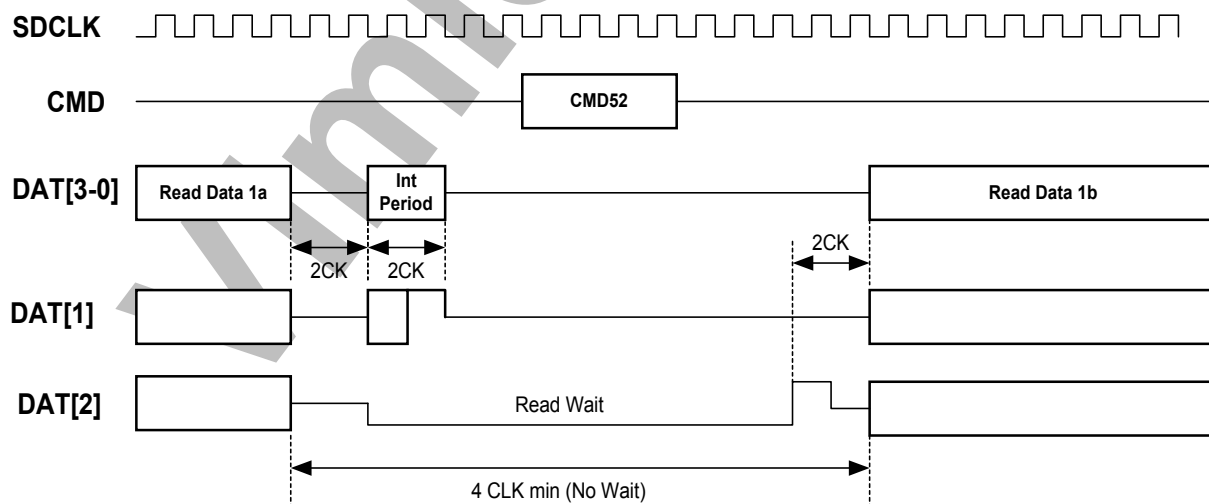 SDCLK
CMD
CMD52
DAT[3-0]
Read Data 1a
Int
Period
Read Data 1b
2CK
2CK
2CK
DAT[1]
DAT[2]
Read Wait
4 CLK min (No Wait)